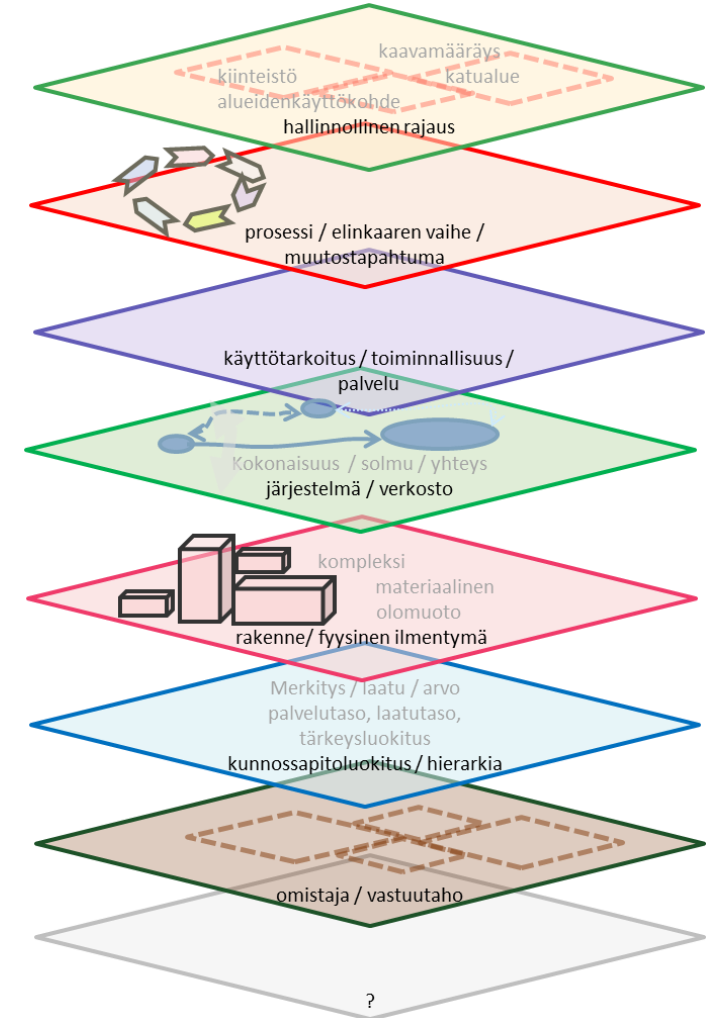 kaavamääräys
kiinteistö
katualue
alueidenkäyttökohde
hallinnollinen rajaus
prosessi / elinkaaren vaihe /
muutostapahtuma
käyttötarkoitus / toiminnallisuus /
palvelu
Kokonaisuus / solmu / yhteys
järjestelmä / verkosto
kompleksi
materiaalinen
olomuoto
rakenne/ fyysinen ilmentymä
Merkitys / laatu / arvo
palvelutaso, laatutaso,
tärkeysluokitus
kunnossapitoluokitus / hierarkia
omistaja / vastuutaho
?